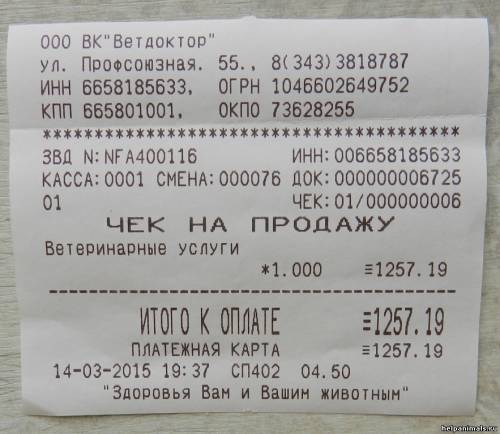 ООО ВК"Ветдоктор"
ул. Профсоюзная. 55., 8(343)3818787
ИНН 6658185633, ОГРН 1046602649752
КПП 665801001, ОКПО 73628255
****************************************
ЗВД N:NFA400116 ИНН:006658185633
КАССА:0001 СМЕНА:000076 ДОК:000000006725
01 ЧЕК:01/000000006
ЧЕК НА ПРОДАЖУ
Ветеринарные услуги
*1.000 ≡1257.19
----------------------------------------
ИТОГО К ОПЛАТЕ ≡1257.19
ПЛАТЕЖНАЯ КАРТА ≡1257.19
14-03-2015 19:37 СП402 04.50
"Здоровья Вам и Вашим животным"
helpanimals.ru